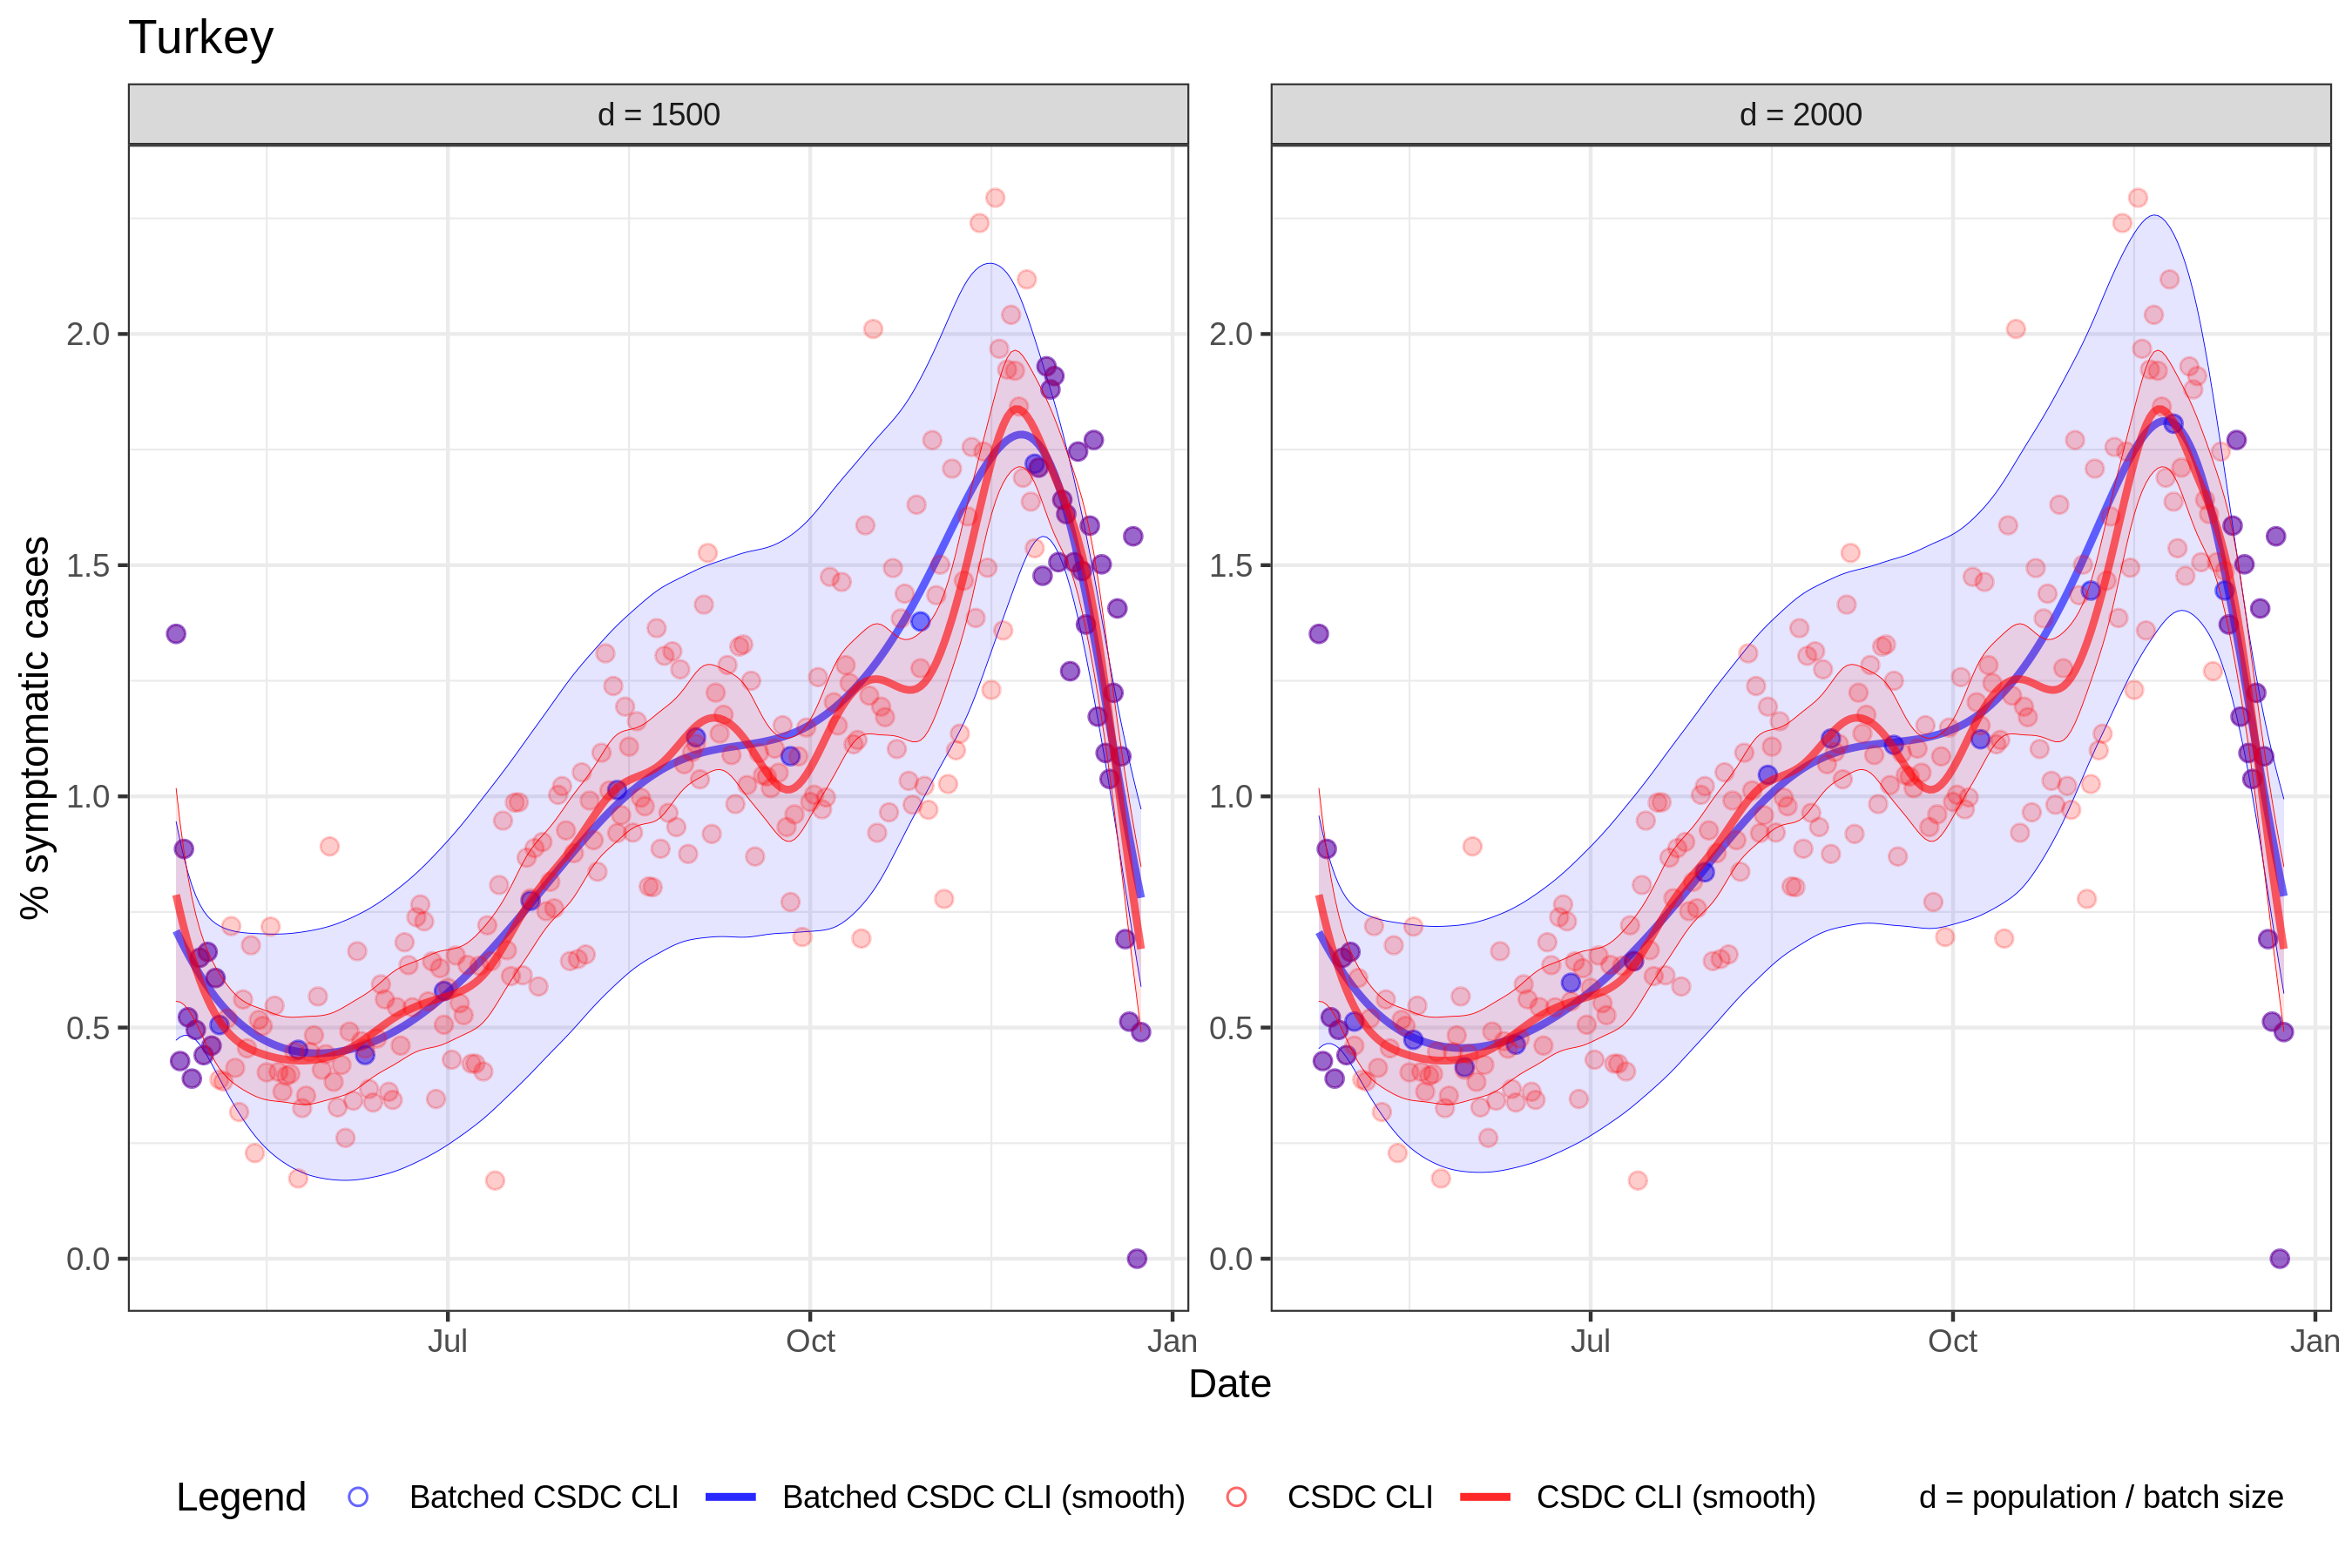 Turkey
d = 1500
d = 2000
% symptomatic cases
2.0
1.5
1.0
0.5
0.0
2.0
1.5
1.0
0.5
0.0
Jul
Oct
Jan
Jul
Oct
Jan
Date
Legend
Batched CSDC CLI
Batched CSDC CLI (smooth)
CSDC CLI
CSDC CLI (smooth)
d = population / batch size